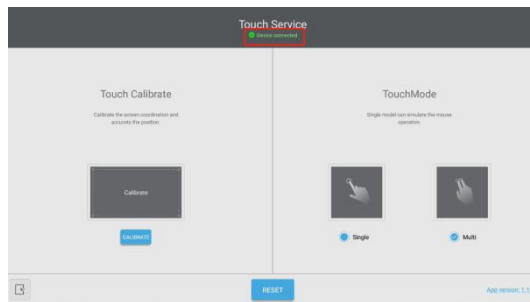 Touch Service
Device connected
Touch Calibrate
Calibrate the screen coordination and
accurate the position.
Calibrate
CALIBRATE
TouchMode
Single model can simulate the mouse
operation.
Single
Multi
RESET
App version: 1.1